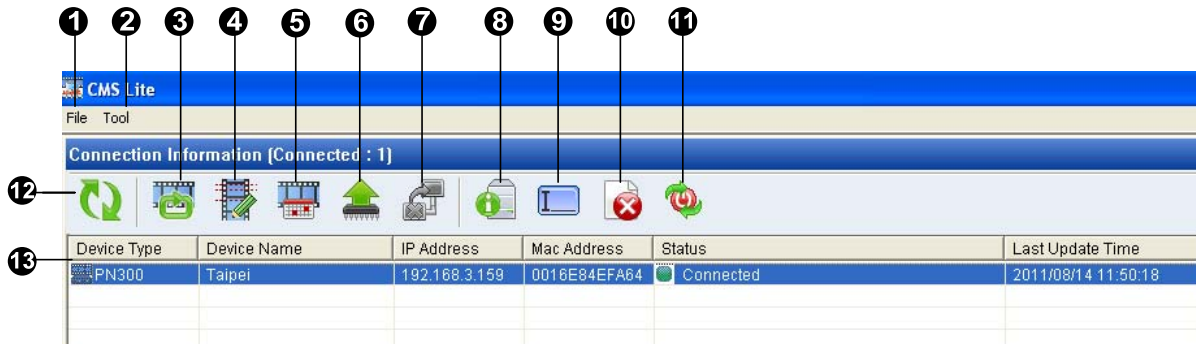 1 2 3 4 5 6 7 8 9 10 11
CMS Lite
File Tool
Connection Information (Connected : 1)
12
Device Type Device Name IP Address Mac Address Status Last Update Time
13
PN300 Taipei 192.168.3.159 0016E84EFA64 Connected 2011/08/14 11:50:18